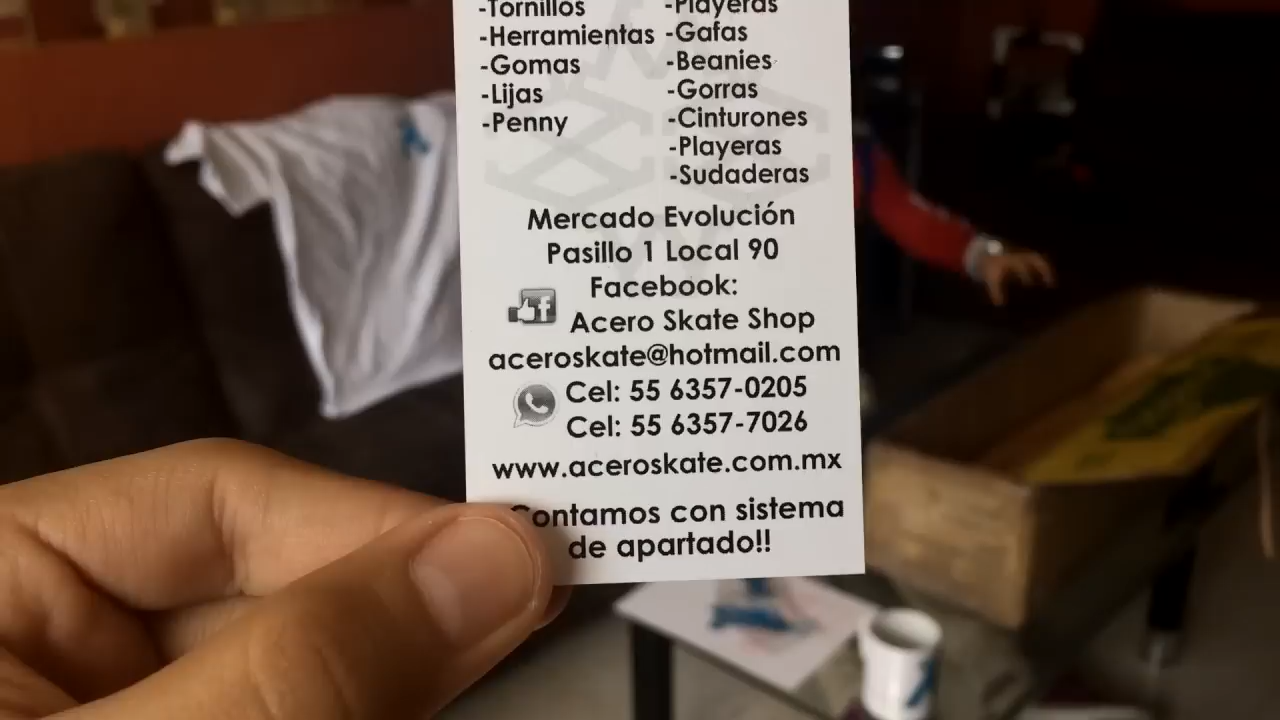 -Tornillos -Playeras
-Herramientas -Gafas
-Gomas -Beanies
-Lijas -Gorras
-Penny -Cinturones
-Playeras
-Sudaderas
Mercado Evolución
Pasillo 1 Local 90
Facebook:
Acero Skate Shop
aceroskate@hotmail.com
Cel: 55 6357-0205
Cel: 55 6357-7026
www.aceroskate.com.mx
Contamos con sistema
de apartado!!